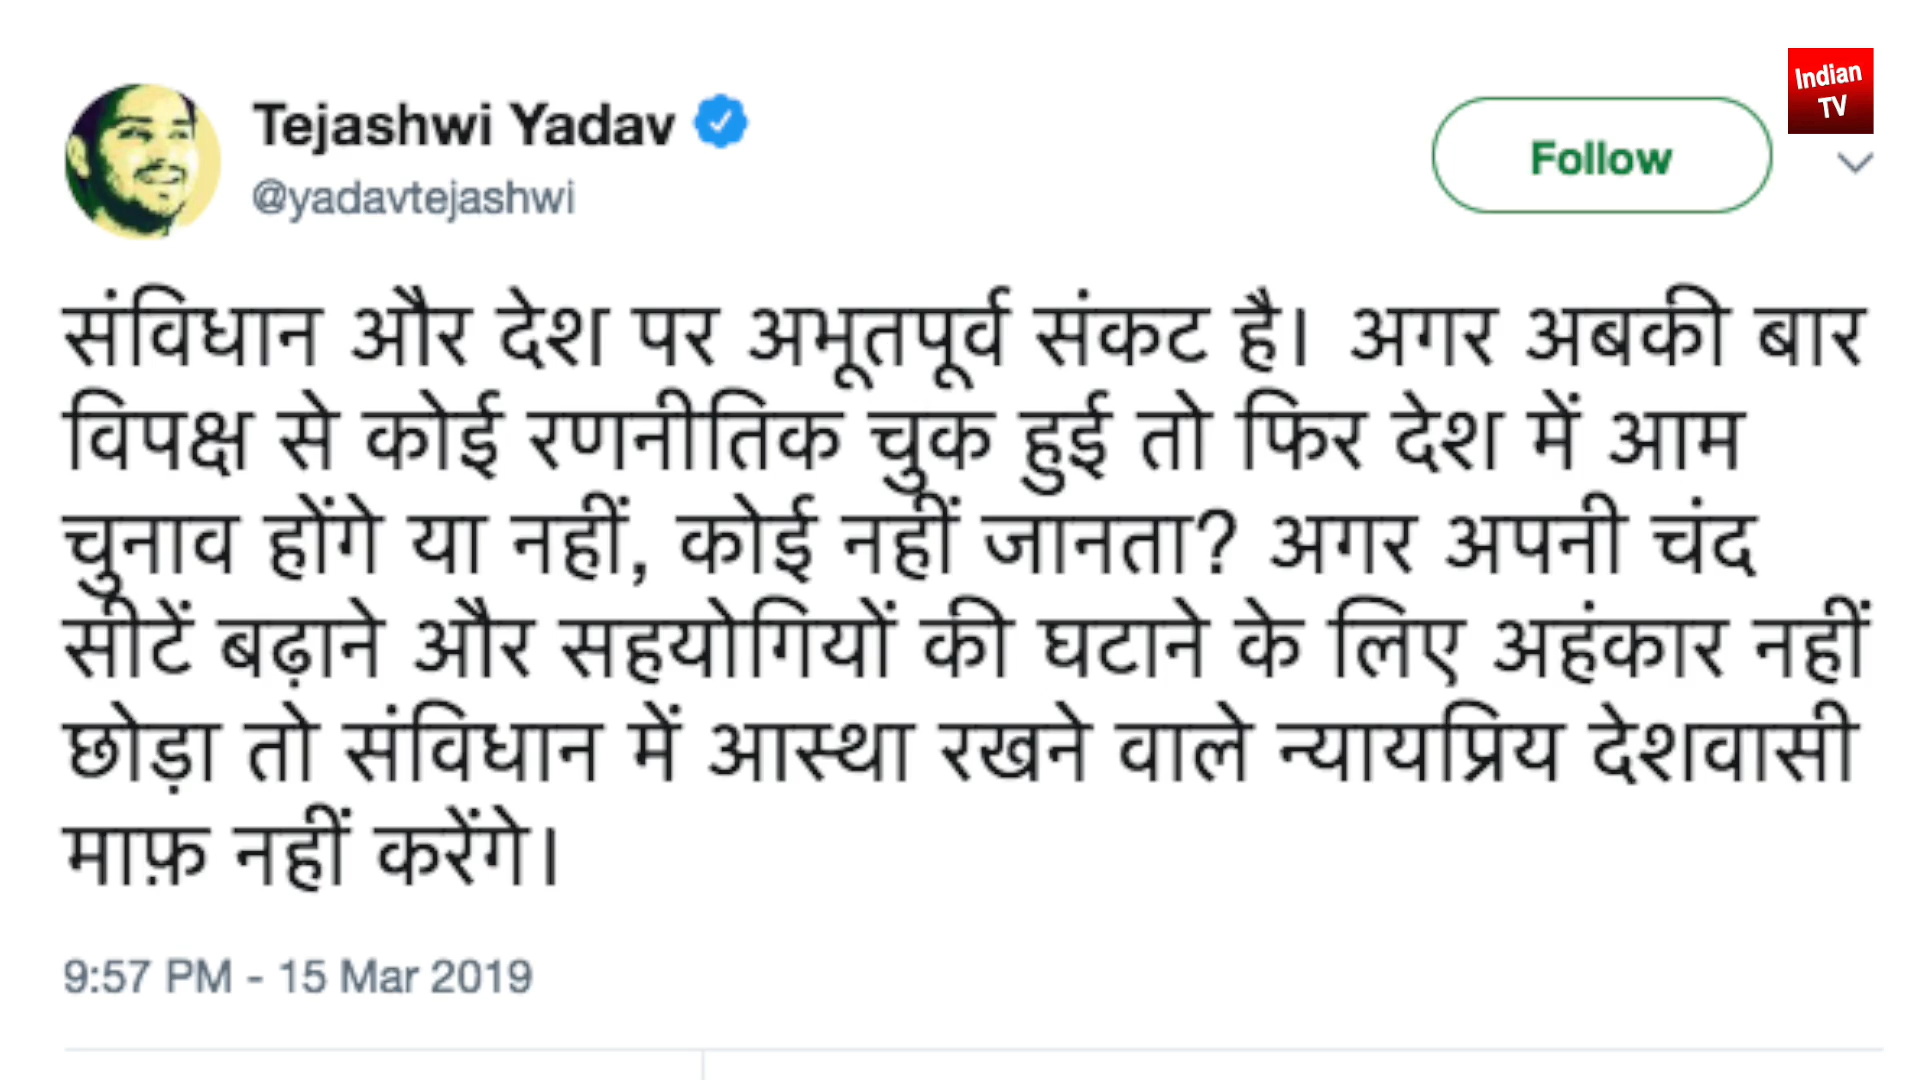 Indian
TV
Tejashwi Yadav
@yadavtejashwi
Follow
संविधान और देश पर अभूतपूर्व संकट है। अगर अबकी बार
विपक्ष से कोई रणनीतिक चुक हुई तो फिर देश में आम
चुनाव होंगे या नहीं, कोई नहीं जानता? अगर अपनी चंद
सीटें बढ़ाने और सहयोगियों की घटाने के लिए अहंकार नहीं
छोड़ा तो संविधान में आस्था रखने वाले न्यायप्रिय देशवासी
माफ़ नहीं करेंगे।
9:57 PM - 15 Mar 2019